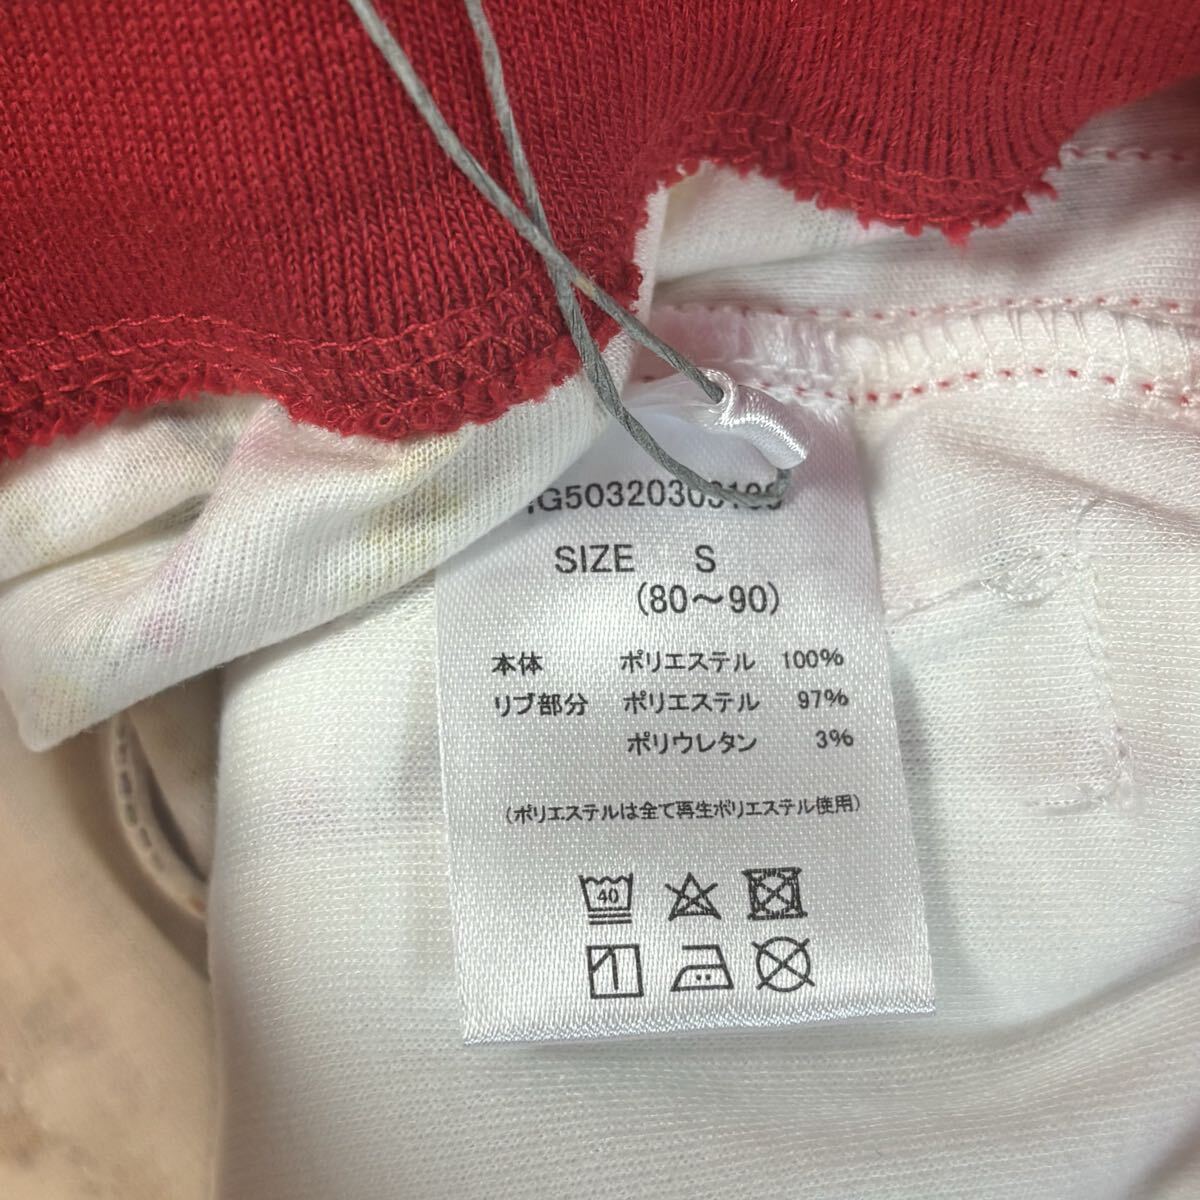 SIZE S
(80～90)
本体 ポリエステル 100%
リブ部分 ポリエステル 97%
ポリウレタン 3%
(ポリエステルは全て再生ポリエステル使用)
40